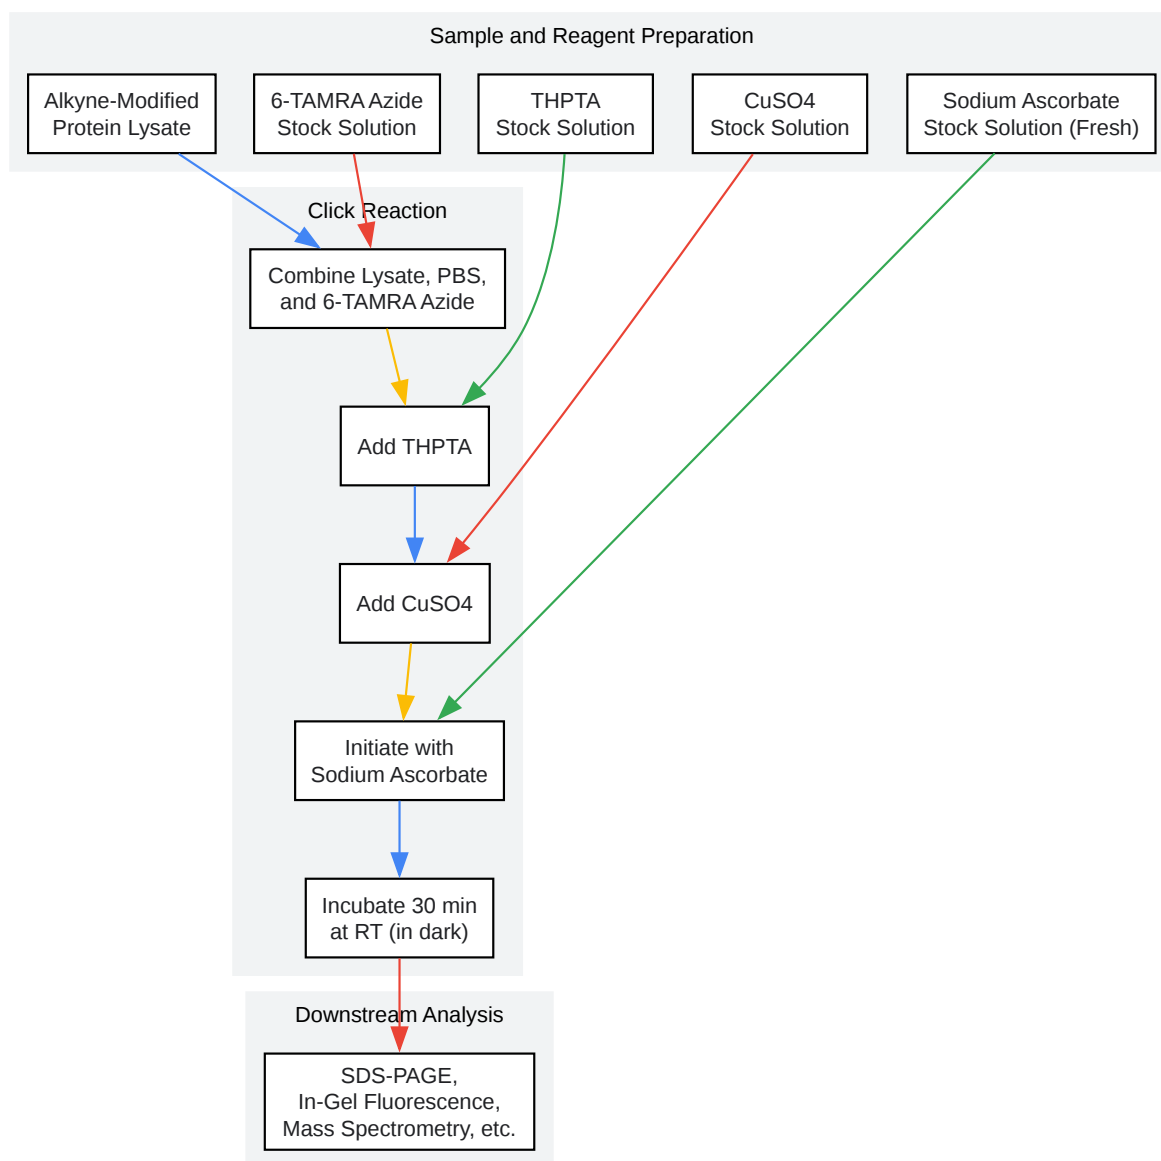 Sample and Reagent Preparation
Alkyne-Modified
Protein Lysate
6-TAMRA Azide
Stock Solution
THPTA
Stock Solution
CuSO4
Stock Solution
Sodium Ascorbate
Stock Solution (Fresh)
Click Reaction
Combine Lysate, PBS,
and 6-TAMRA Azide
Add THPTA
Add CuSO4
Initiate with
Sodium Ascorbate
Incubate 30 min
at RT (in dark)
Downstream Analysis
SDS-PAGE,
In-Gel Fluorescence,
Mass Spectrometry, etc.